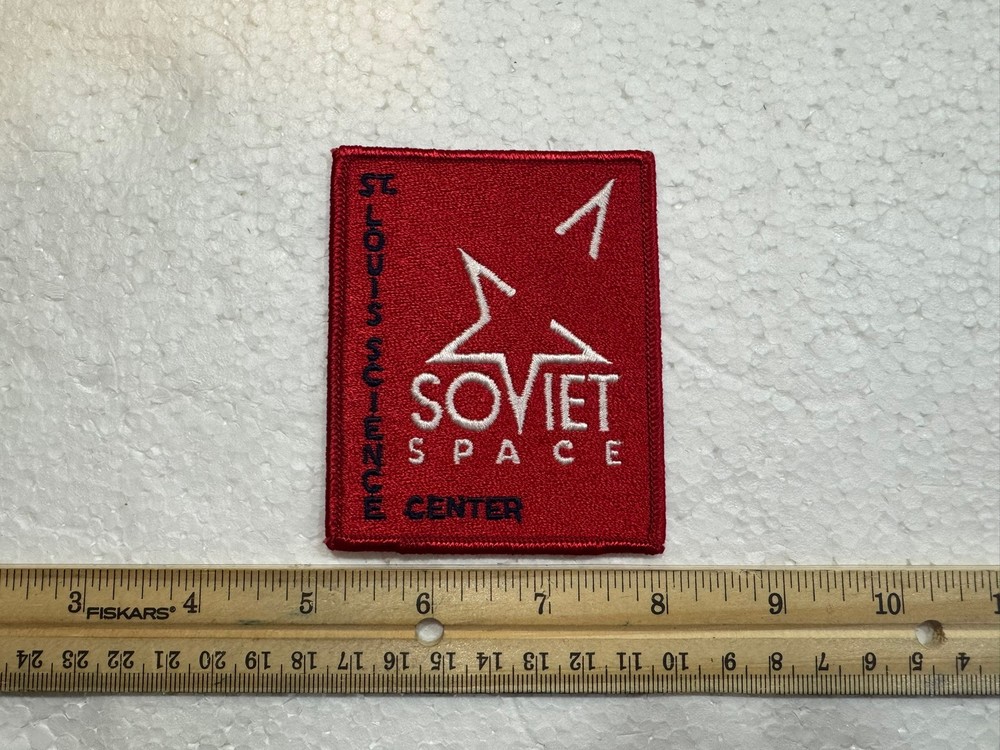 ST.
LOUIS SCIENCE
CENTER
SOVIET
SPACE
3 4 5 6 7 8 9 10 1
FISKARS®
24 23 22 21 20 19 18 17 16 15 14 13 12 11 10 9 8 7 6 5 4